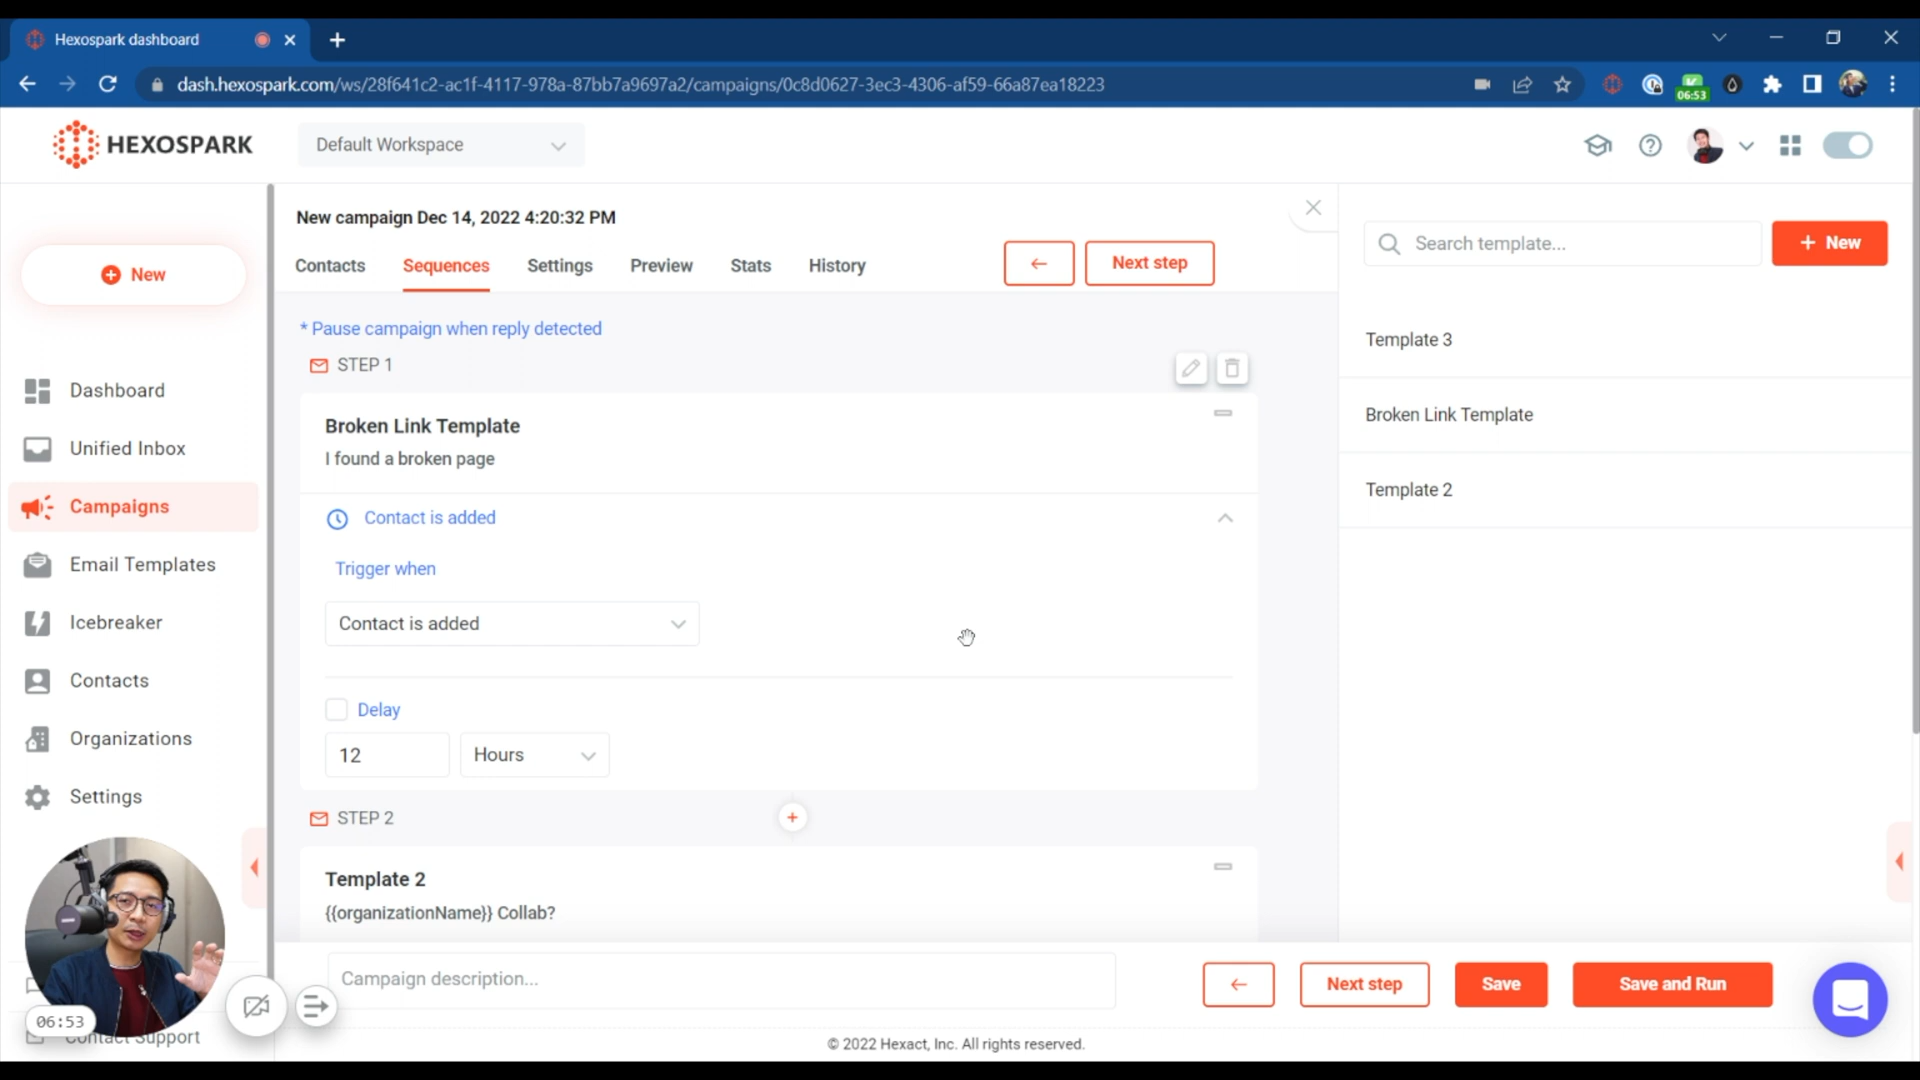 Hexospark dashboard
dash.hexospark.com/ws/28f641c2-ac1f-4117-978a-87bb7a9697a2/campaigns/0c8d0627-3ec3-4306-af59-66a87ea18223
06:53
HEXOSPARK
Default Workspace
New
Dashboard
Unified Inbox
Campaigns
Email Templates
Icebreaker
Contacts
Organizations
Settings
06:53
Contact Support
New campaign Dec 14, 2022 4:20:32 PM
Contacts Sequences Settings Preview Stats History
← Next step
* Pause campaign when reply detected
STEP 1
Broken Link Template
I found a broken page
Contact is added
Trigger when
Contact is added
Delay
12 Hours
STEP 2
+
Template 2
{{organizationName}} Collab?
Campaign description...
← Next step Save Save and Run
© 2022 Hexact, Inc. All rights reserved.
Search template...
+ New
Template 3
Broken Link Template
Template 2